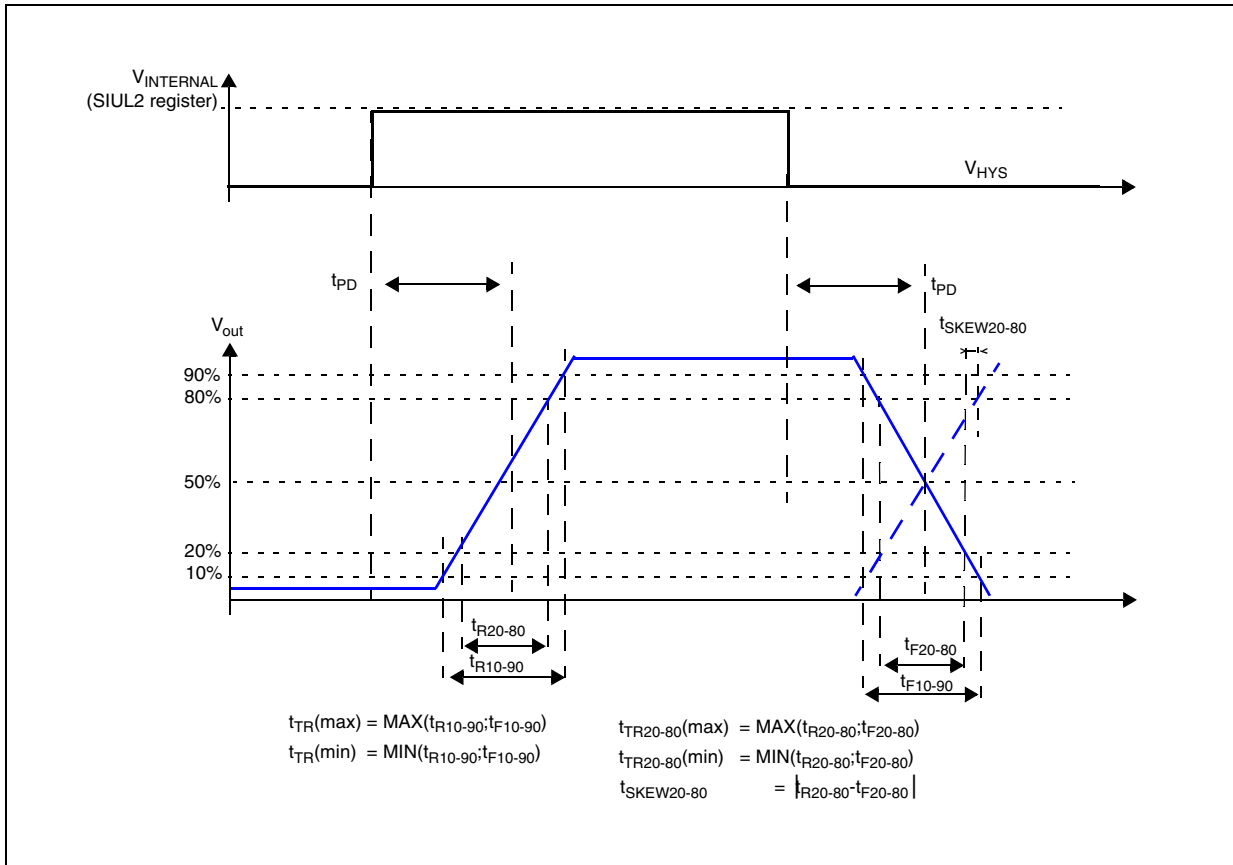 VINTERNAL
(SIUL2 register)
VHYS
tPD
tPD
tSKEW20-80
Vout
90%
80%
50%
20%
10%
tR20-80
tR10-90
tF20-80
tF10-90
tTR(max) = MAX(tR10-90;tF10-90)
tTR(min) = MIN(tR10-90;tF10-90)
tTR20-80(max) = MAX(tR20-80;tF20-80)
tTR20-80(min) = MIN(tR20-80;tF20-80)
tSKEW20-80 = |tR20-80-tF20-80|